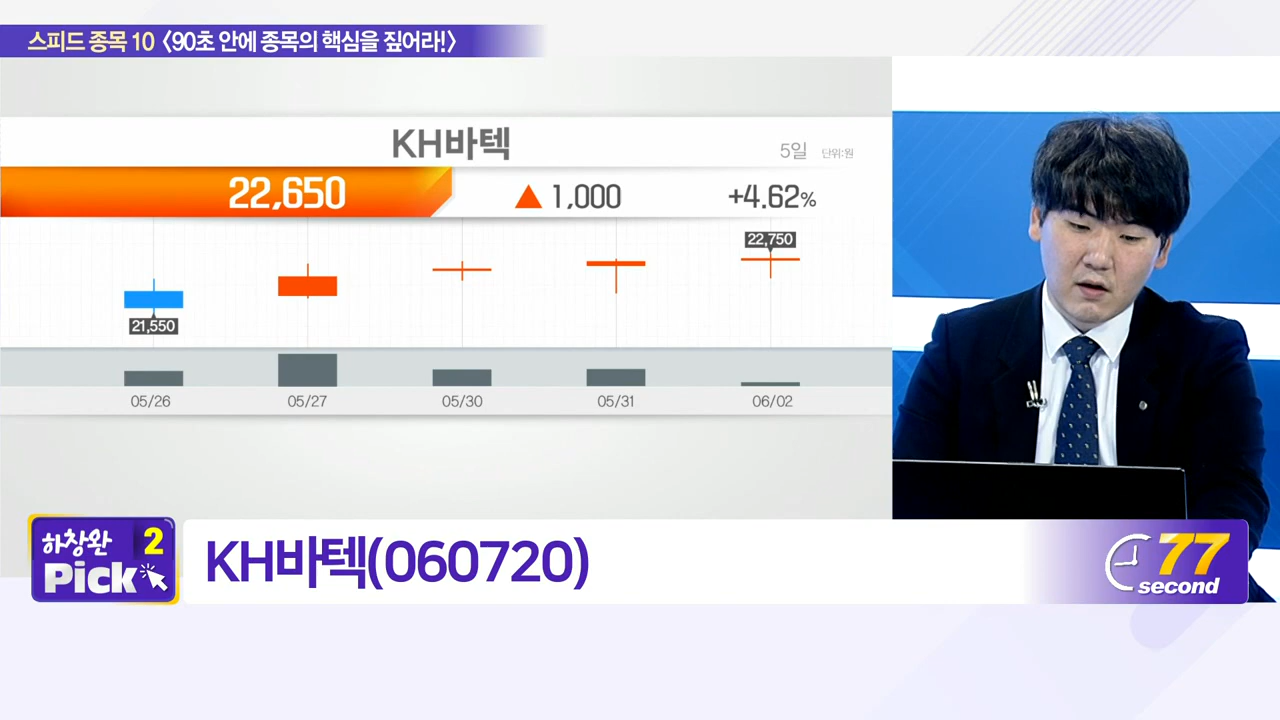 스피드 종목 10 <90초 안에 종목의 핵심을 짚어라!>
KH바텍
5일 단위:원
22,650 ▲ 1,000 +4.62%
22,750
21,550
05/26 05/27 05/30 05/31 06/02
하창완 2
Pick
KH바텍(060720)
77
second